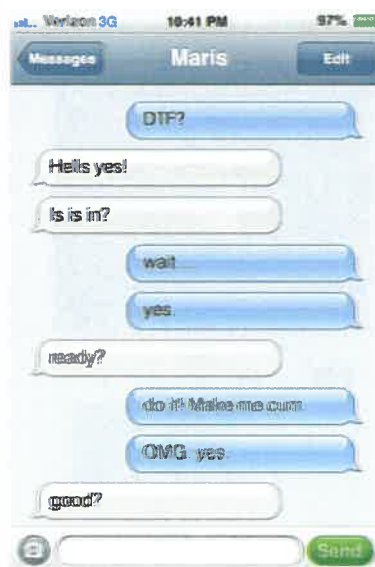 Verizon 3G 10:41 PM 97%
Messages Maris Edit
DTF?
Hells yes!
Is is in?
wait...
yes.
ready?
do it! Make me cum
OMG yes
good?
Send